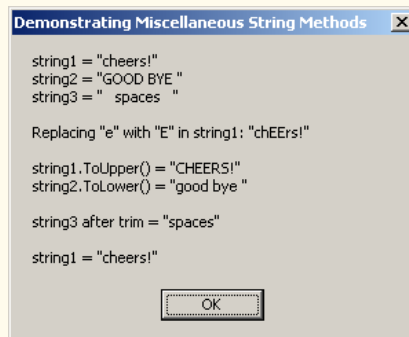 Demonstrating Miscellaneous String Methods
string1 = "cheers!"
string2 = "GOOD BYE "
string3 = "   spaces   "
Replacing "e" with "E" in string1: "chEErs!"
string1.ToUpper() = "CHEERS!"
string2.ToLower() = "good bye "
string3 after trim = "spaces"
string1 = "cheers!"
OK